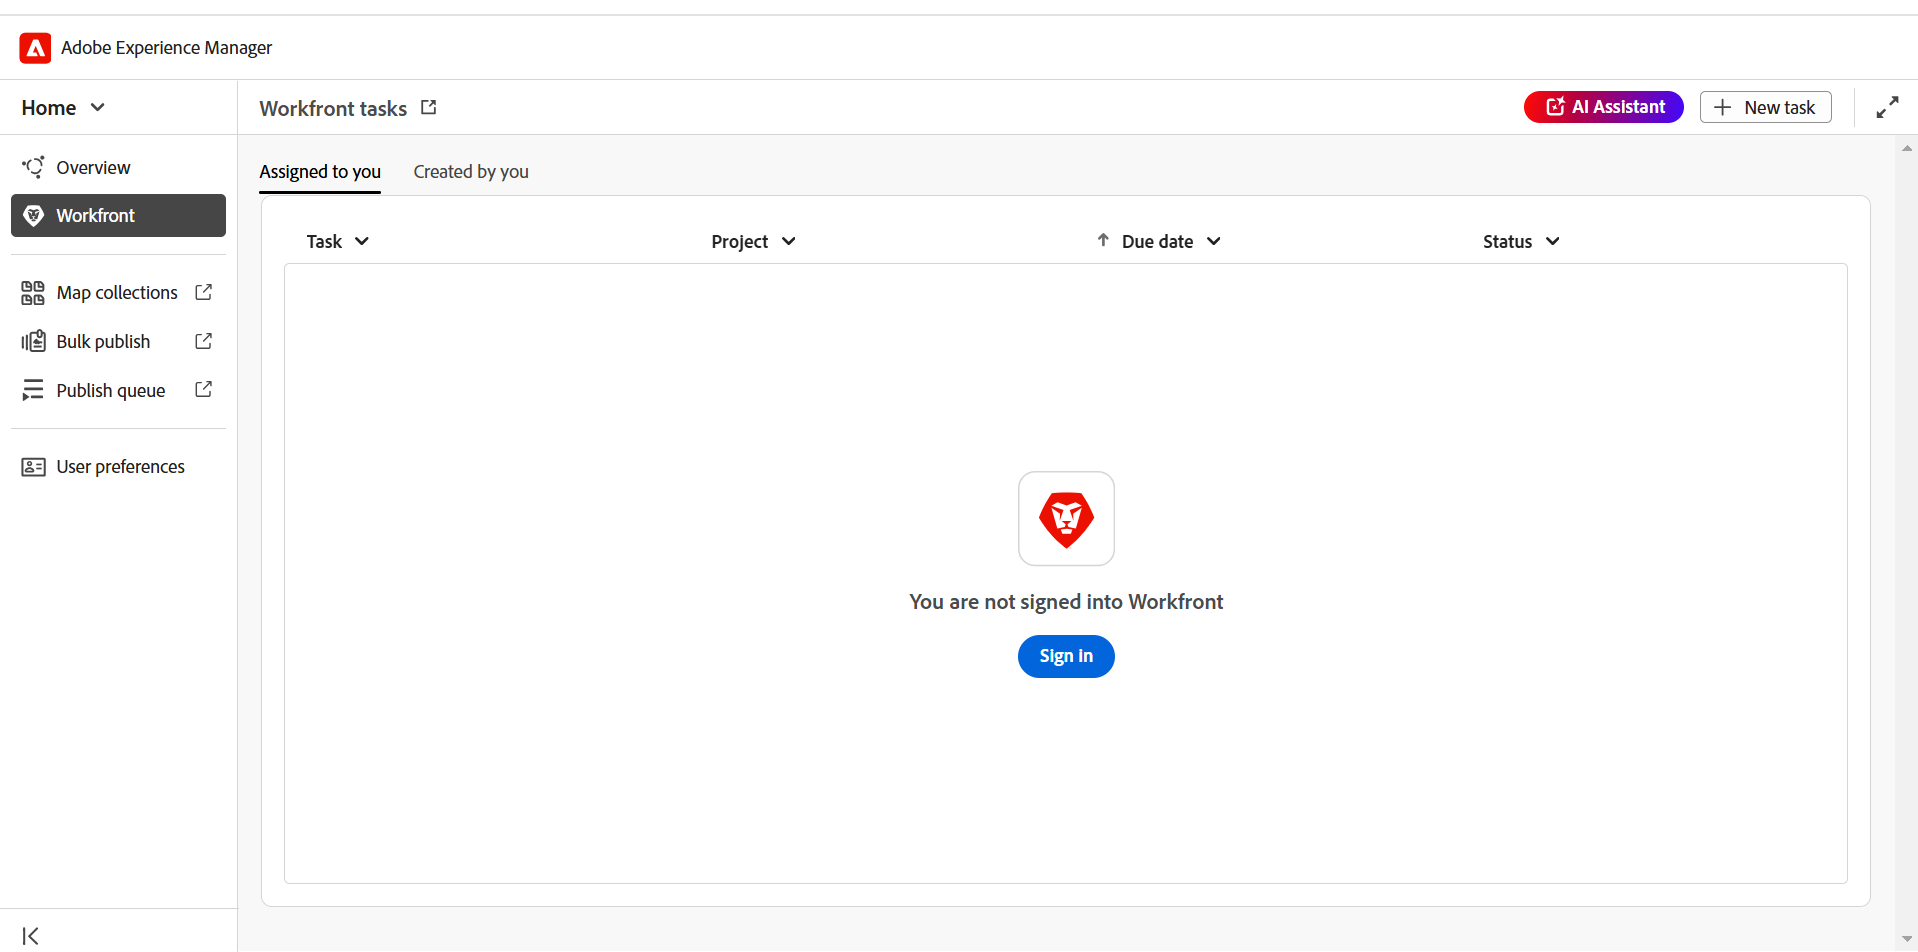 Adobe Experience Manager
Home
Workfront tasks
AI Assistant
New task
Overview
Workfront
Map collections
Bulk publish
Publish queue
User preferences
Assigned to you
Created by you
Task
Project
Due date
Status
You are not signed into Workfront
Sign in